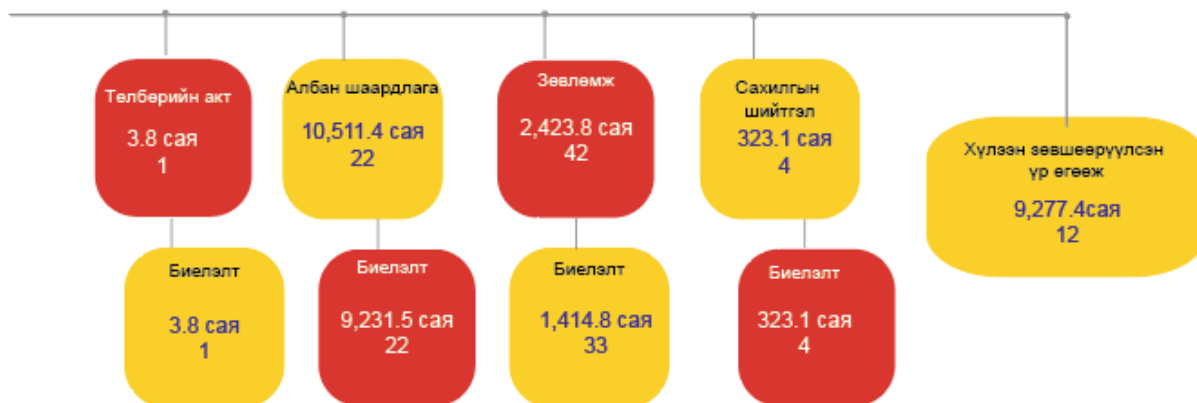 Төлбөрийн акт
3.8 сая
1
Албан шаардлага
10,511.4 сая
22
Зөвлөмж
2,423.8 сая
42
Сахилгын
шийтгэл
323.1 сая
4
Хүлээн зөвшөөрүүлсэн
үр өгөөж
9,277.4сая
12
Биелэлт
3.8 сая
1
Биелэлт
9,231.5 сая
22
Биелэлт
1,414.8 сая
33
Биелэлт
323.1 сая
4